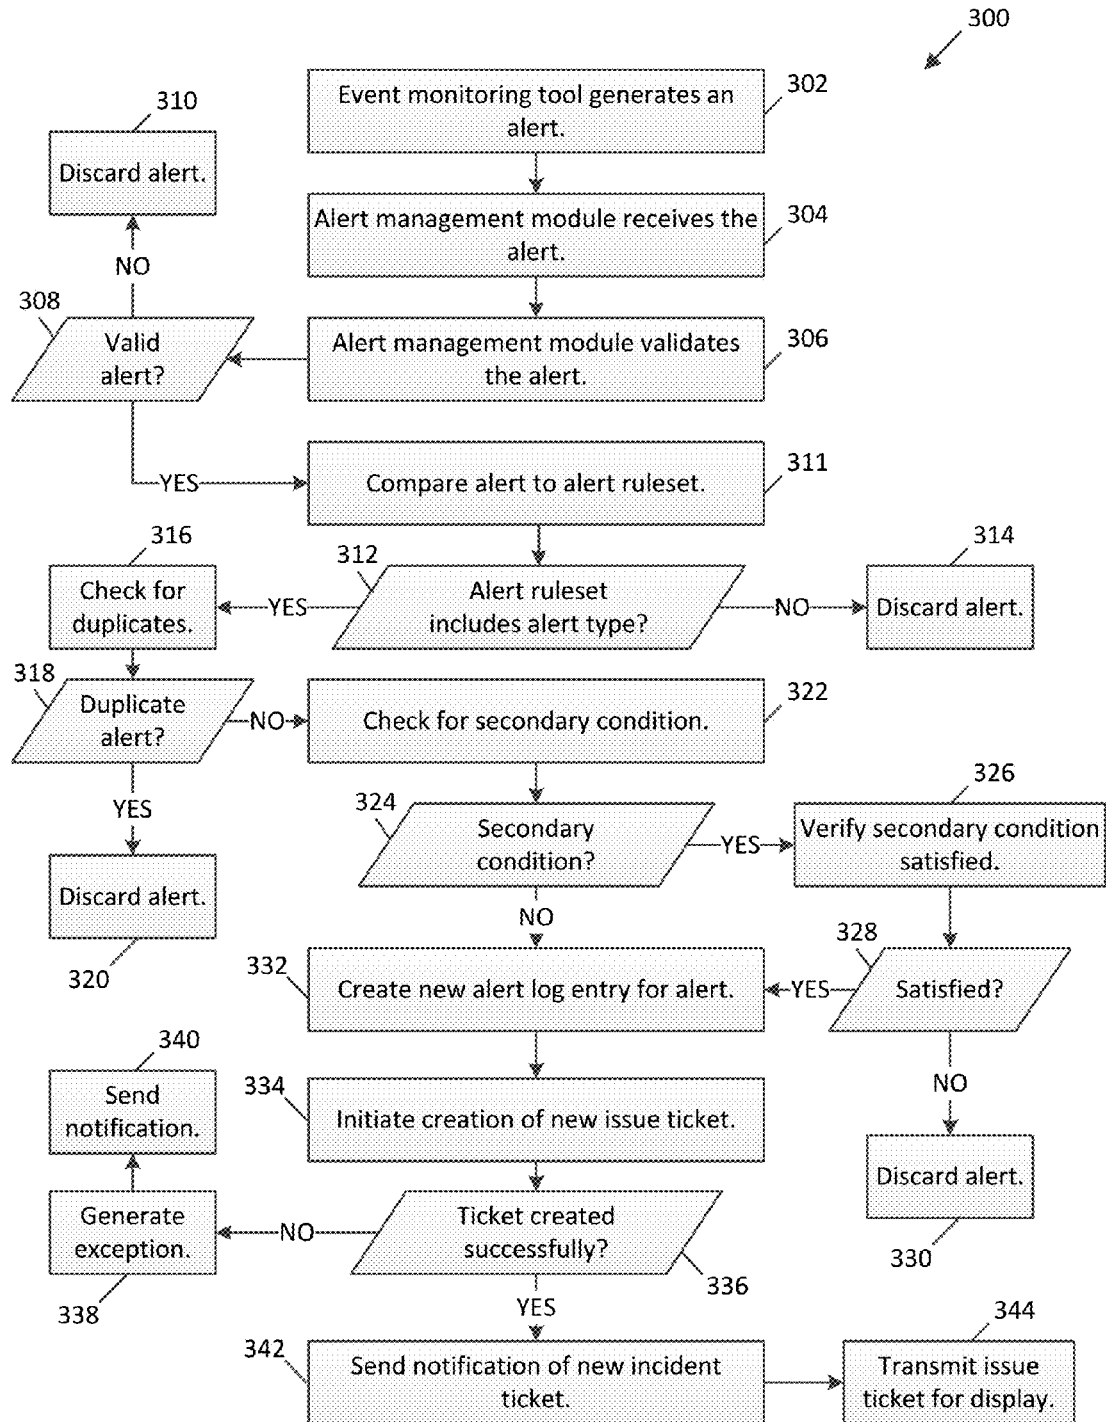 300
302
Event monitoring tool generates an
alert.
310
Discard alert.
304
Alert management module receives the
alert.
NO
308
Valid
alert?
306
Alert management module validates
the alert.
YES
311
Compare alert to alert ruleset.
316
Check for
duplicates.
YES
312
Alert ruleset
includes alert type?
NO
314
Discard alert.
318
Duplicate
alert?
NO
322
Check for secondary condition.
YES
324
Secondary
condition?
YES
326
Verify secondary condition
satisfied.
Discard alert.
320
NO
332
Create new alert log entry for alert.
YES
328
Satisfied?
340
Send
notification.
334
Initiate creation of new issue ticket.
NO
Discard alert.
330
Generate
exception.
338
NO
Ticket created
successfully?
336
YES
342
Send notification of new incident
ticket.
344
Transmit issue
ticket for display.